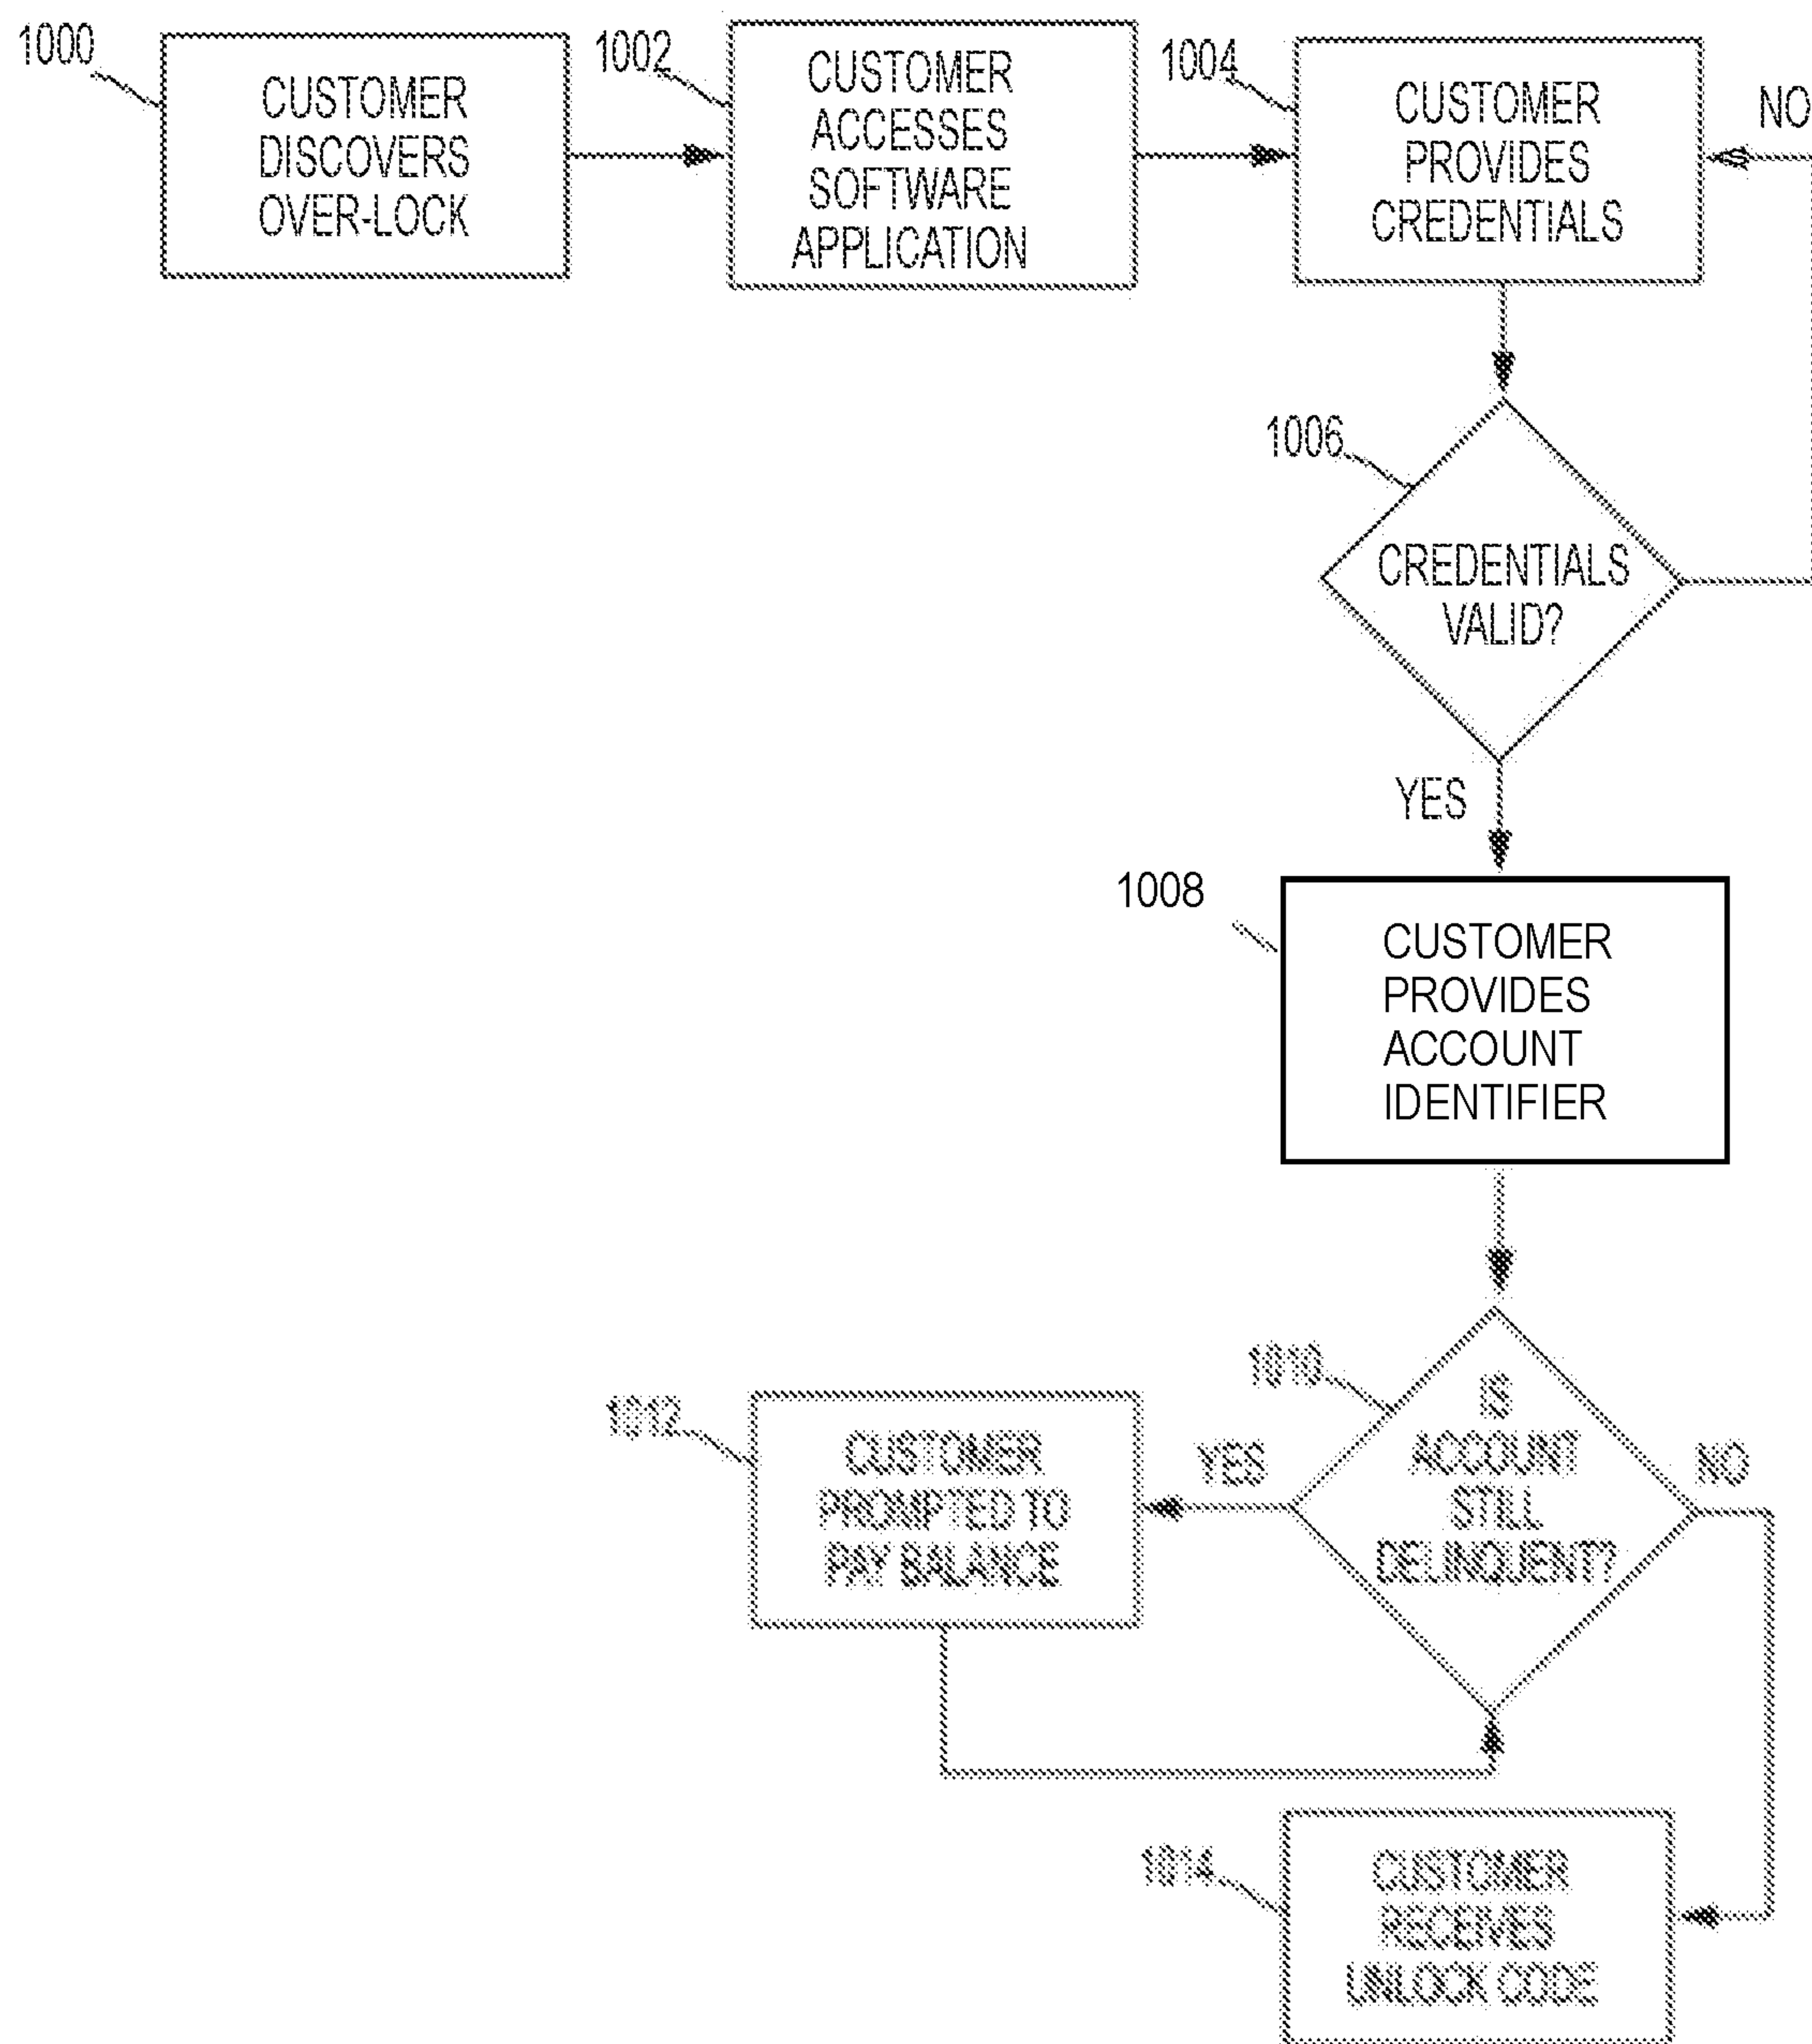 1000
CUSTOMER
DISCOVERS
OVER-LOCK
1002
CUSTOMER
ACCESSES
SOFTWARE
APPLICATION
1004
CUSTOMER
PROVIDES
CREDENTIALS
NO
1006
CREDENTIALS
VALID?
YES
1008
CUSTOMER
PROVIDES
ACCOUNT
IDENTIFIER
1010
IS
ACCOUNT
STILL
DELINQUENT?
YES
NO
1012
CUSTOMER
PROMPTED TO
PAY BALANCE
1014
CUSTOMER
RECEIVES
UNLOCK CODE